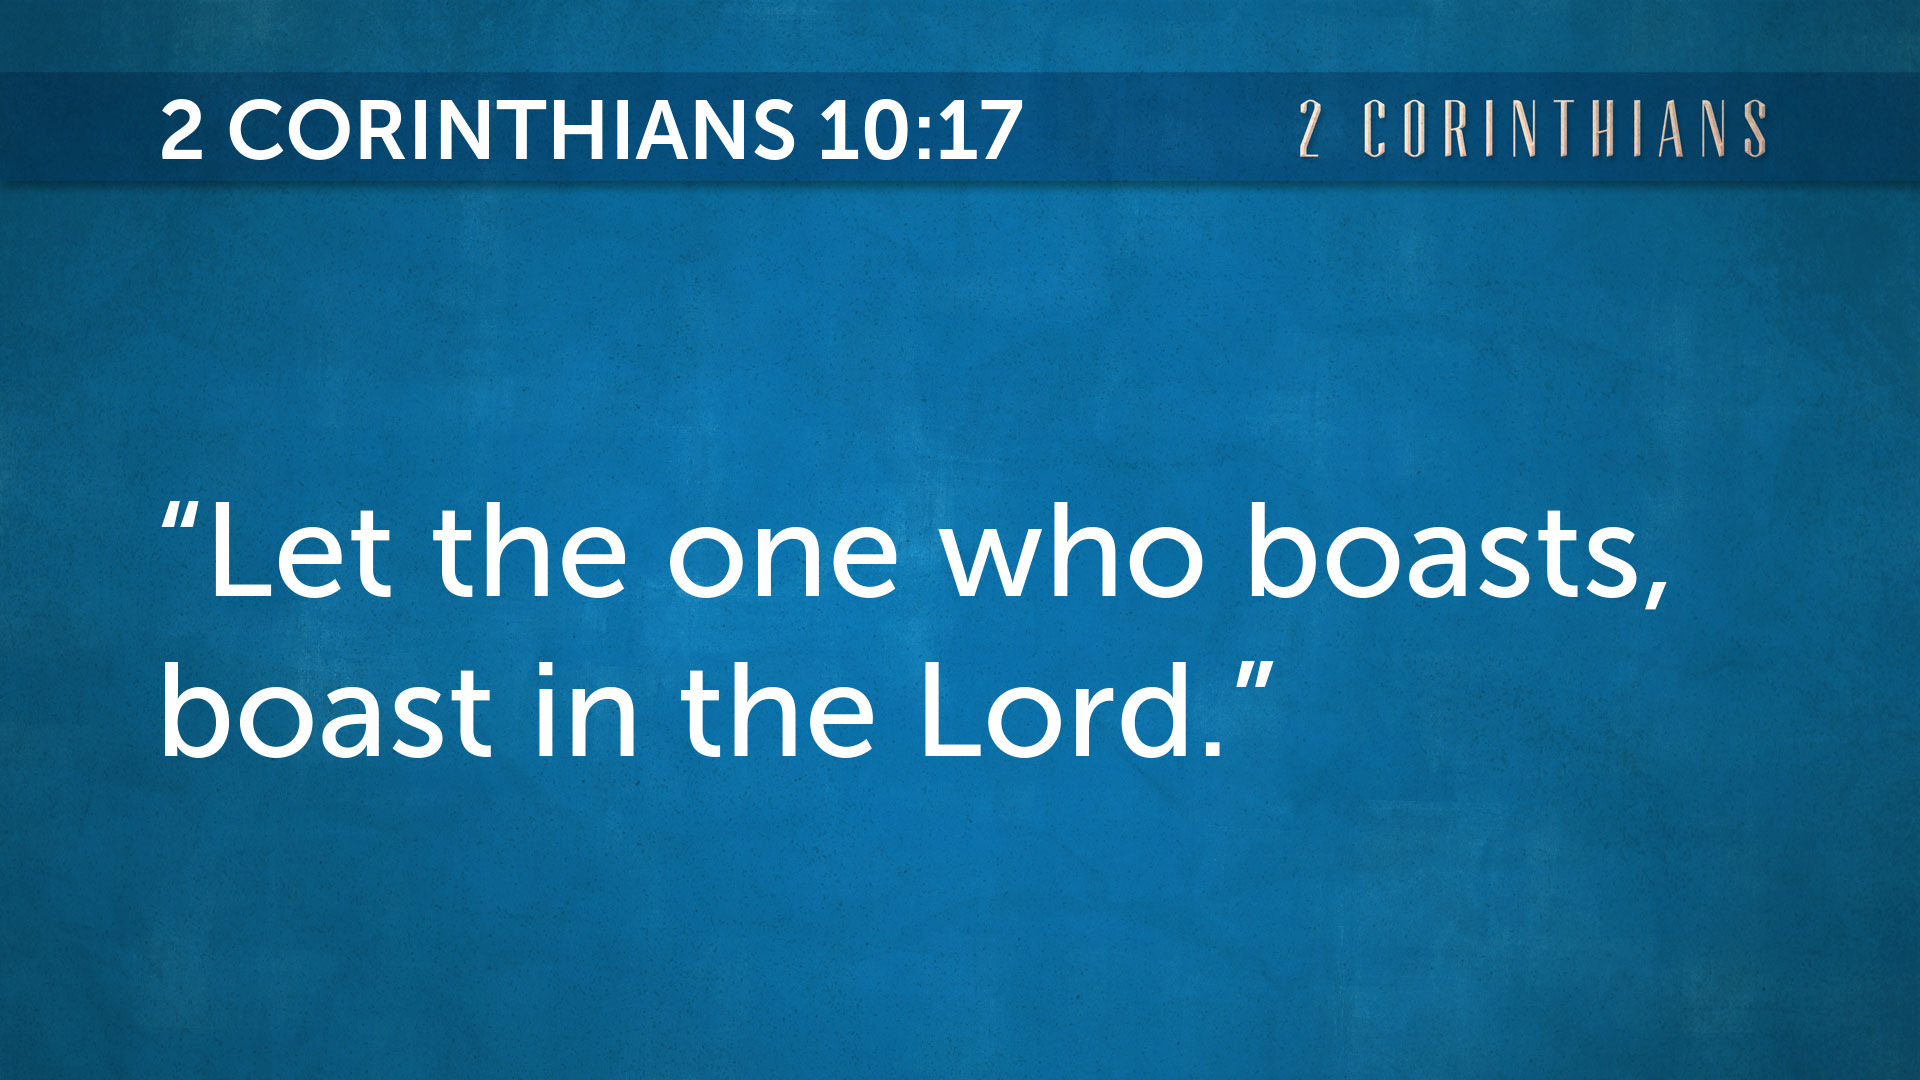 2 CORINTHIANS 10:17
2 CORINTHIANS
“Let the one who boasts,
boast in the Lord.”